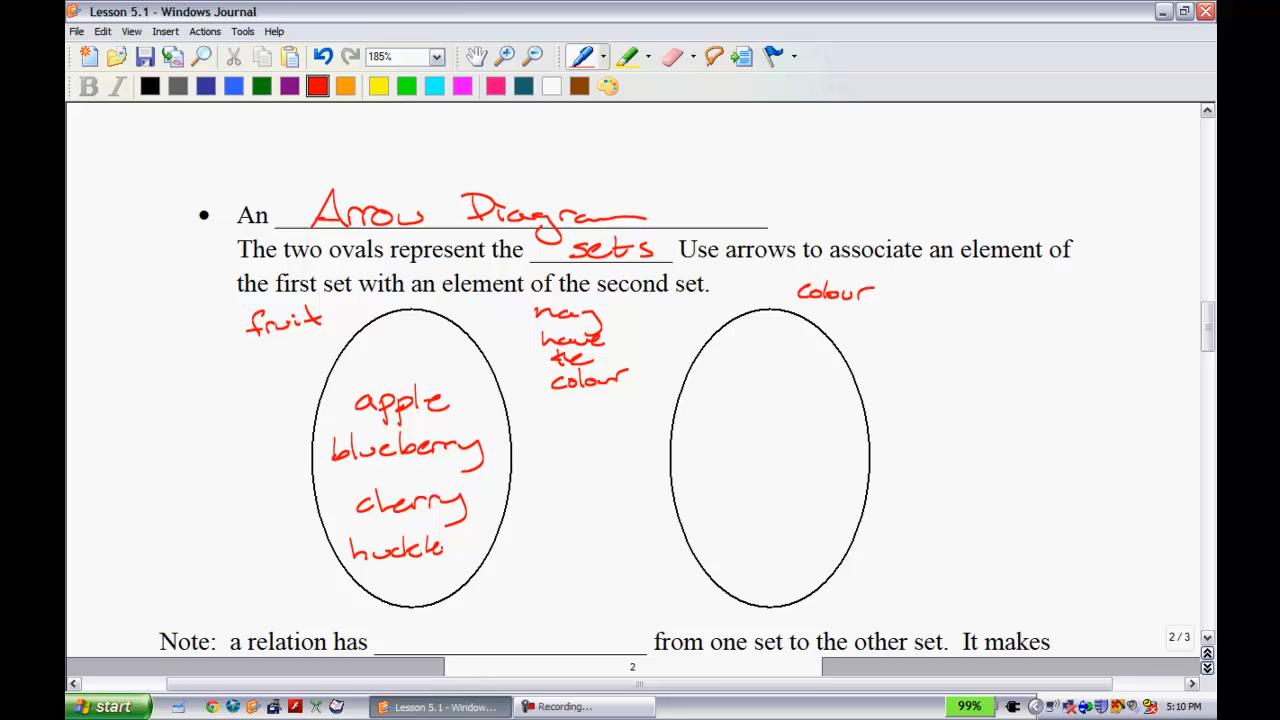 Lesson 5.1 - Windows Journal
File Edit View Insert Actions Tools Help
185%
B I
An Arrow Diagram
The two ovals represent the sets Use arrows to associate an element of
the first set with an element of the second set.
fruit
may
have
the
colour
colour
apple
blueberry
cherry
huckle
Note: a relation has ____ from one set to the other set. It makes
2 / 3
2
start
Lesson 5.1 - Window...
Recording...
99%
5:10 PM